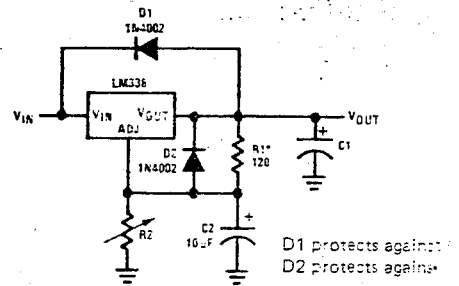 D1
1N4002
LM338
VIN
VIN VOUT
ADJ
VOUT
D2
1N4002
R1*
120
C1
R2
C2
10µF
D1 protects against
D2 protects agains